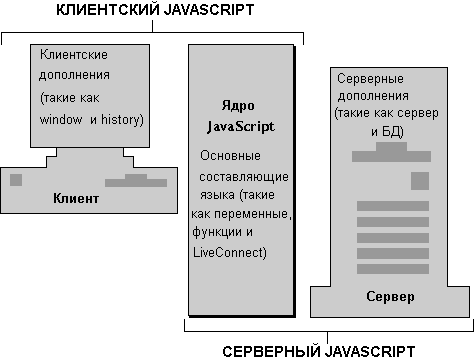 КЛИЕНТСКИЙ JAVASCRIPT
Клиентские
дополнения
(такие как
window и history)
Клиент
Ядро
JavaScript
Основные
составляющие
языка (такие
как переменные,
функции и
LiveConnect)
Серверные
дополнения
(такие как сервер
и БД)
Сервер
СЕРВЕРНЫЙ JAVASCRIPT